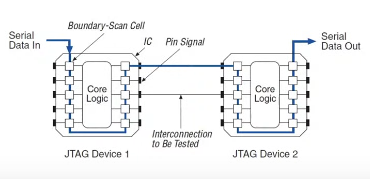 Boundary-Scan Cell
Serial
Data In
IC
Pin Signal
Serial
Data Out
Core
Logic
Core
Logic
Interconnection
to Be Tested
JTAG Device 1
JTAG Device 2